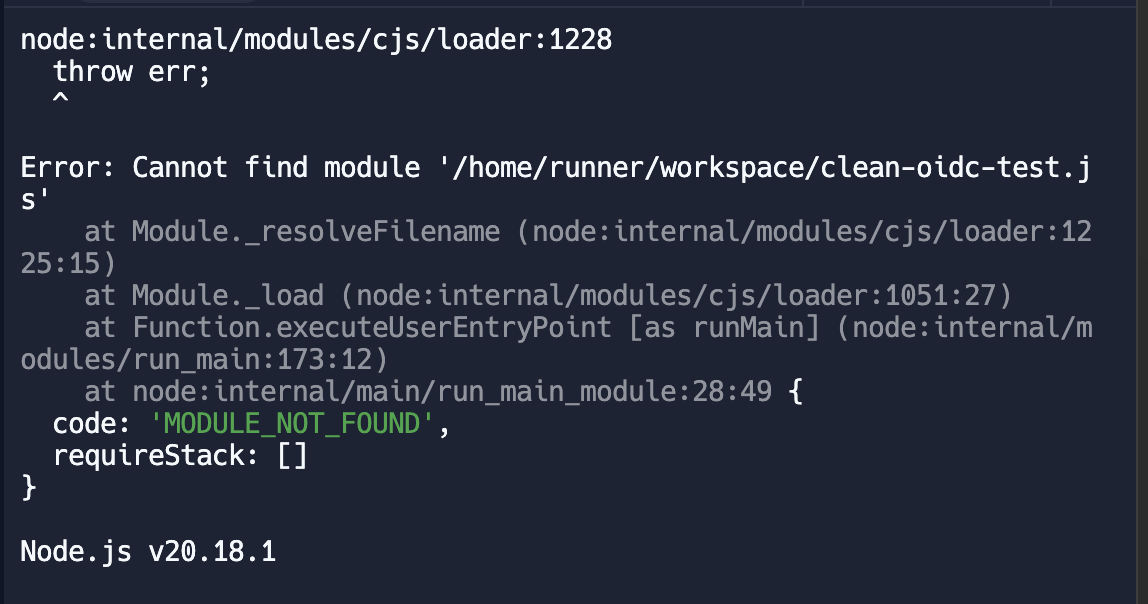 node:internal/modules/cjs/loader:1228
  throw err;
  ^

Error: Cannot find module '/home/runner/workspace/clean-oidc-test.j
s'
    at Module._resolveFilename (node:internal/modules/cjs/loader:12
25:15)
    at Module._load (node:internal/modules/cjs/loader:1051:27)
    at Function.executeUserEntryPoint [as runMain] (node:internal/m
odules/run_main:173:12)
    at node:internal/main/run_main_module:28:49 {
  code: 'MODULE_NOT_FOUND',
  requireStack: []
}

Node.js v20.18.1